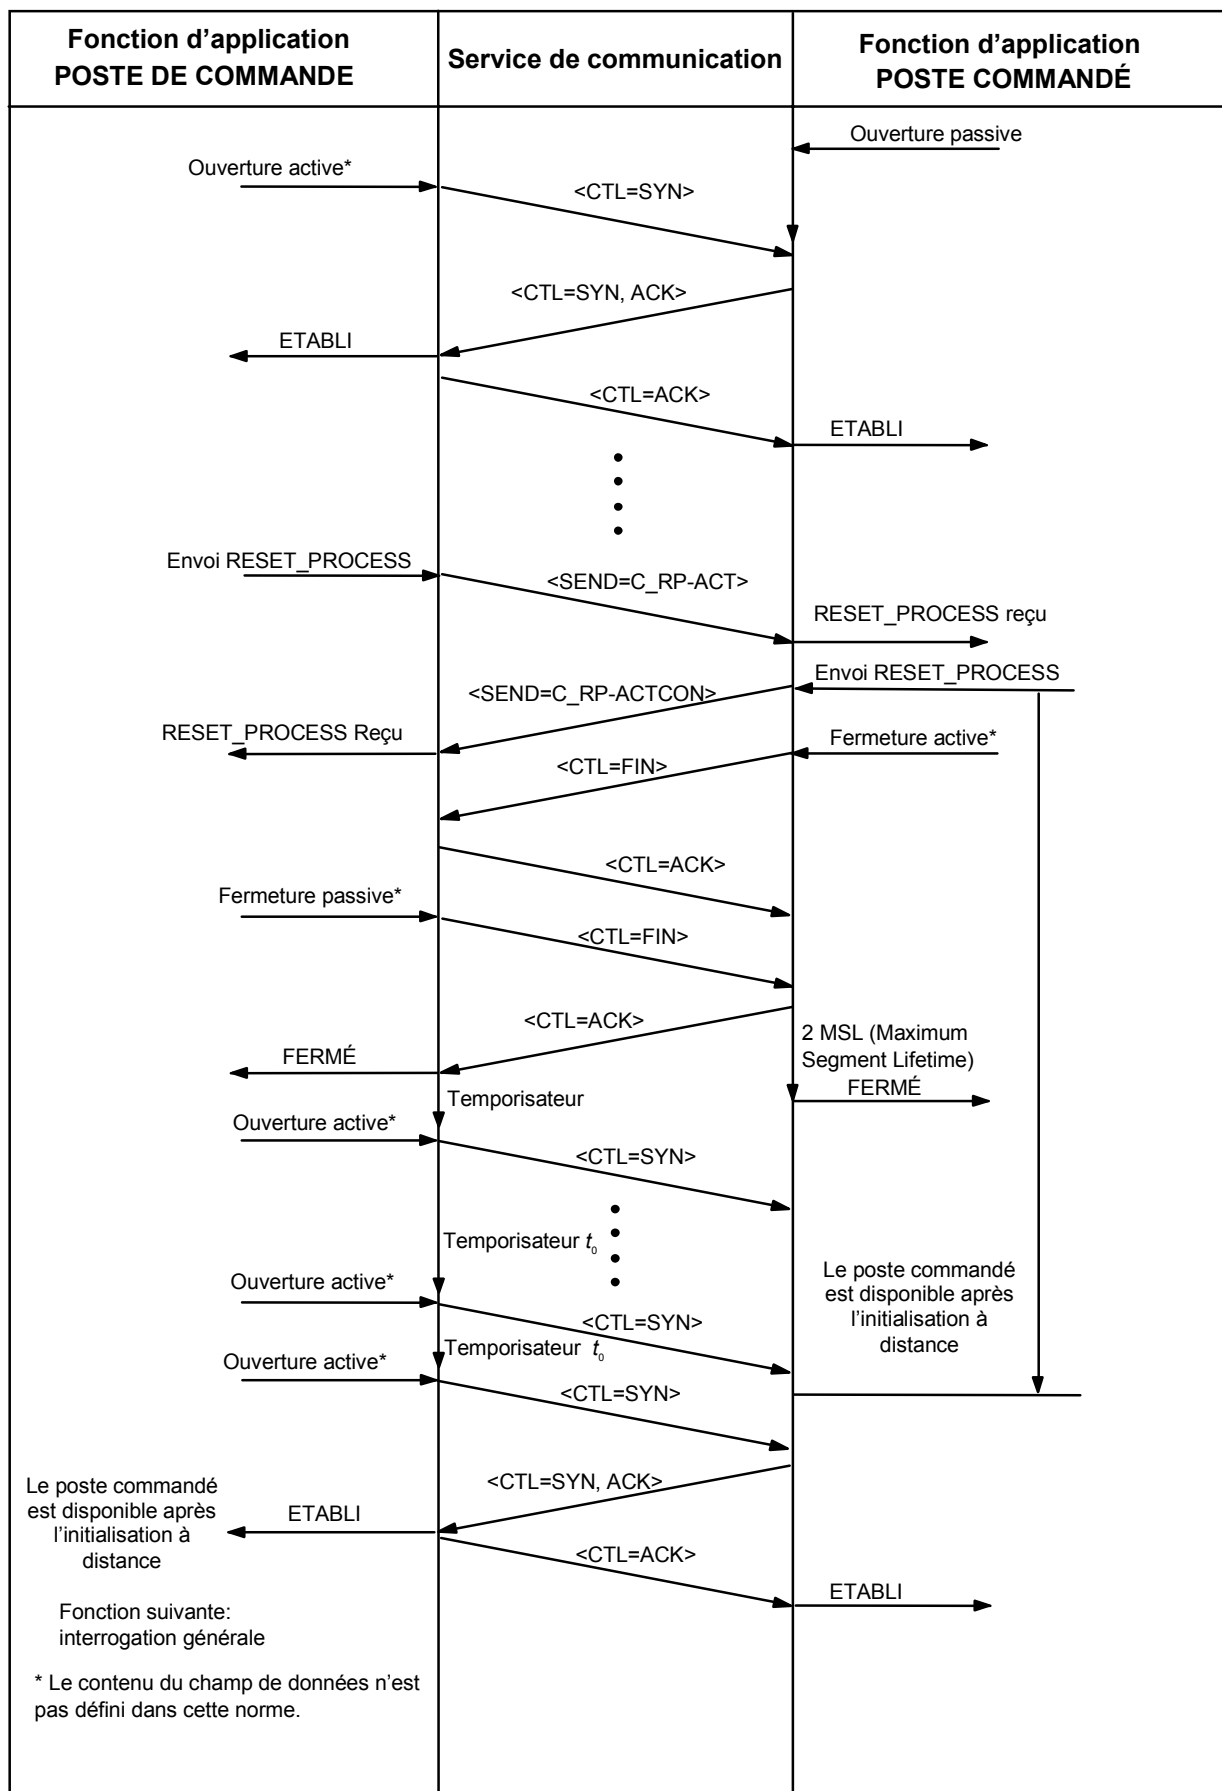 Fonction d’application
POSTE DE COMMANDE
Service de communication
Fonction d’application
POSTE COMMANDÉ
Ouverture passive
Ouverture active*
<CTL=SYN>
<CTL=SYN, ACK>
ETABLI
<CTL=ACK>
ETABLI
Envoi RESET_PROCESS
<SEND=C_RP-ACT>
RESET_PROCESS reçu
Envoi RESET_PROCESS
<SEND=C_RP-ACTCON>
RESET_PROCESS Reçu
Fermeture active*
<CTL=FIN>
<CTL=ACK>
Fermeture passive*
<CTL=FIN>
<CTL=ACK>
2 MSL (Maximum
Segment Lifetime)
FERMÉ
FERMÉ
Temporisateur
Ouverture active*
<CTL=SYN>
Temporisateur t0
Ouverture active*
Le poste commandé
est disponible après
l’initialisation à
distance
<CTL=SYN>
Temporisateur t0
Ouverture active*
<CTL=SYN>
<CTL=SYN, ACK>
Le poste commandé
est disponible après
l’initialisation à
distance
ETABLI
<CTL=ACK>
ETABLI
Fonction suivante:
interrogation générale
* Le contenu du champ de données n’est
pas défini dans cette norme.